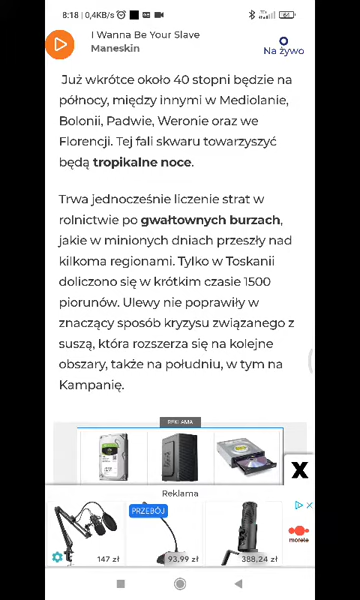 8:18 | 0,4KB/s
I Wanna Be Your Slave
Maneskin
Na żywo
Już wkrótce około 40 stopni będzie na
północy, między innymi w Mediolanie,
Bolonii, Padwie, Weronie oraz we
Florencji. Tej fali skwaru towarzyszyć
będą tropikalne noce.
Trwa jednocześnie liczenie strat w
rolnictwie po gwałtownych burzach,
jakie w minionych dniach przeszły nad
kilkoma regionami. Tylko w Toskanii
doliczono się w krótkim czasie 1500
piorunów. Ulewy nie poprawiły w
znaczący sposób kryzysu związanego z
suszą, która rozszerza się na kolejne
obszary, także na południu, w tym na
Kampanię.
REKLAMA
X
Reklama
PRZEBÓJ
morele
147 zł
93,99 zł
388,24 zł